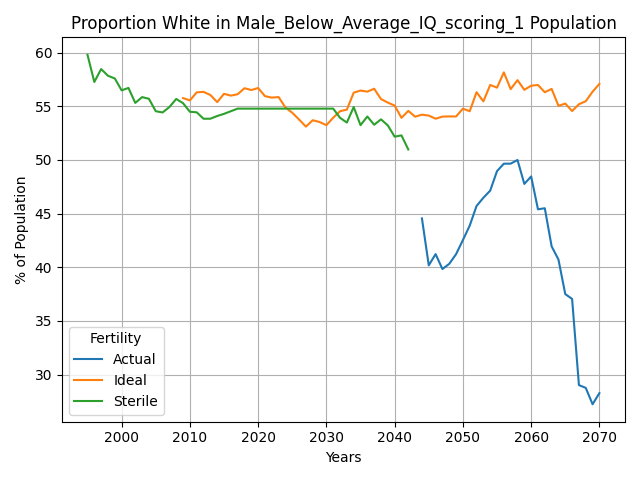 Proportion White in Male_Below_Average_IQ_scoring_1 Population
% of Population
60
55
50
45
40
35
30
Fertility
Actual
Ideal
Sterile
2000 2010 2020 2030 2040 2050 2060 2070
Years